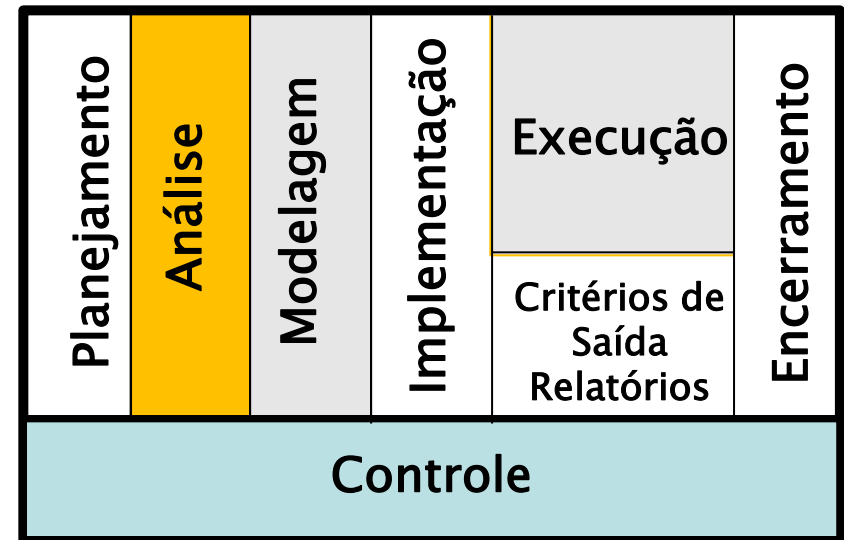 Planejamento
Análise
Modelagem
Implementação
Execução
Critérios de
Saída
Relatórios
Encerramento
Controle